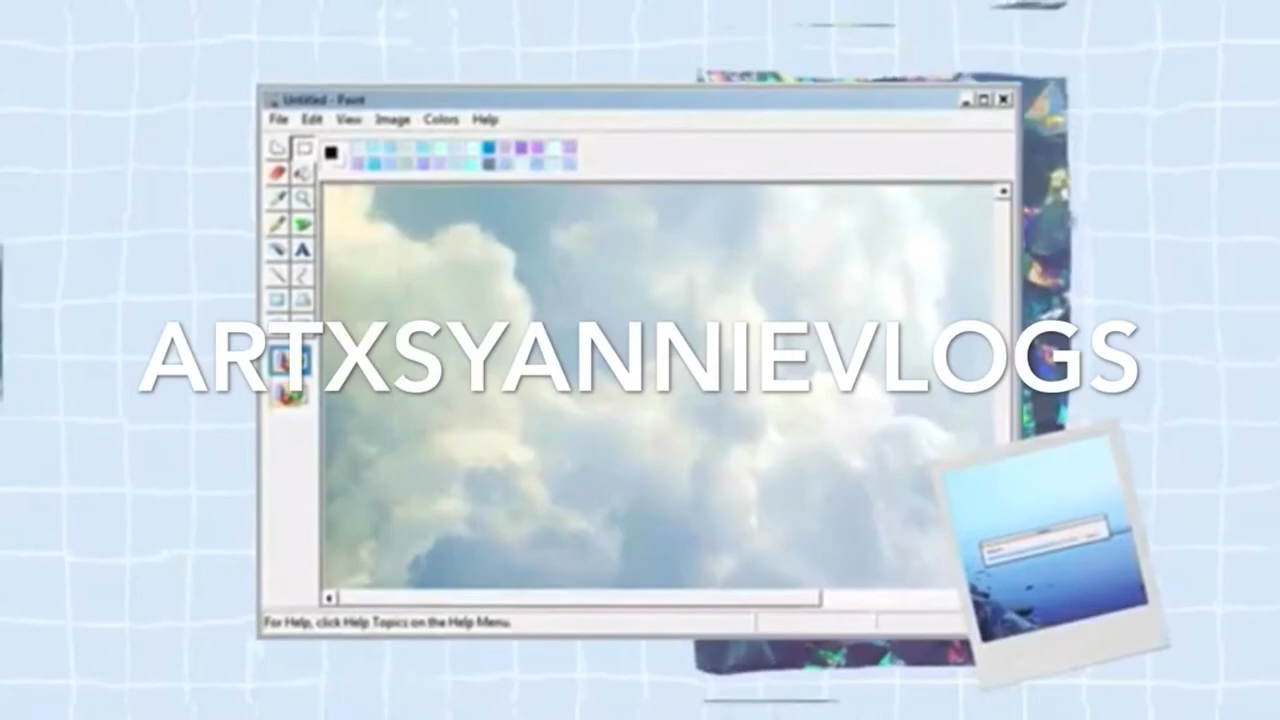 Untitled - Paint
File Edit View Image Colors Help
ARTXSYANNIEVLOGS
For Help, click Help Topics on the Help Menu.